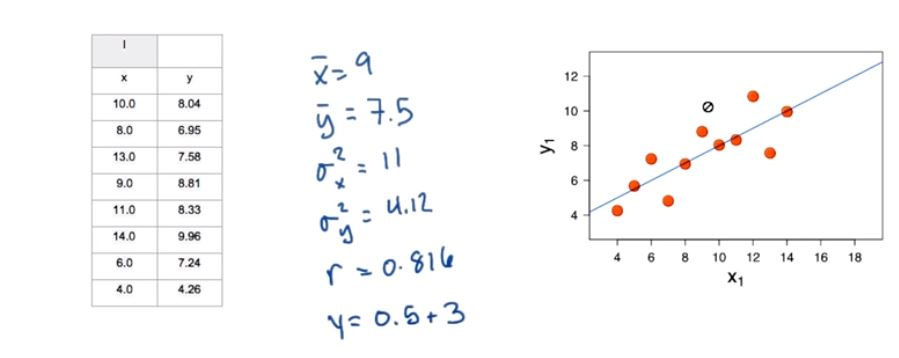 I
x y
10.0 8.04
8.0 6.95
13.0 7.58
9.0 8.81
11.0 8.33
14.0 9.96
6.0 7.24
4.0 4.26
x̄ = 9
ȳ = 7.5
σ²ₓ = 11
σ²ᵧ = 4.12
r = 0.816
y = 0.5 + 3
12
10
8
6
4
y₁
4 6 8 10 12 14 16 18
x₁